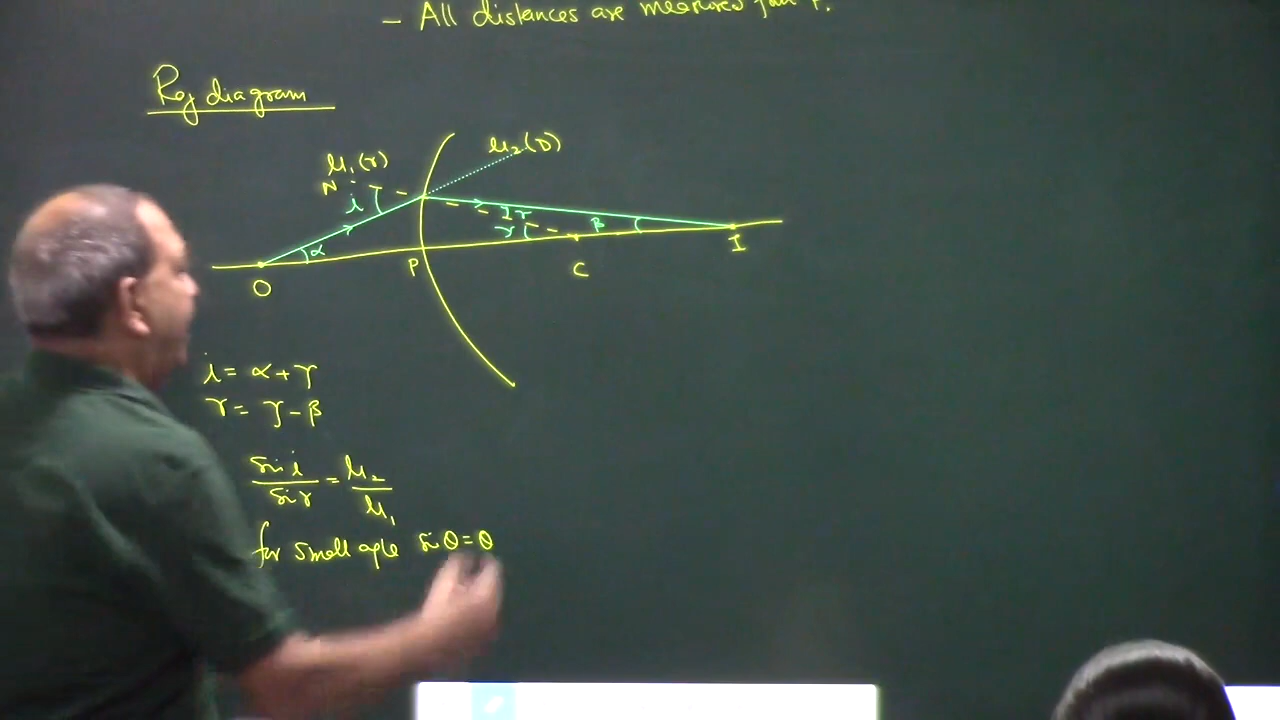 - All distances are measured from P.
Ray diagram
μ₁(r)
μ₂(D)
N
i
r
α
γ
β
O
P
C
I
i = α + γ
r = γ - β
sin i / sin r = μ₂ / μ₁
for small angle sin θ = θ